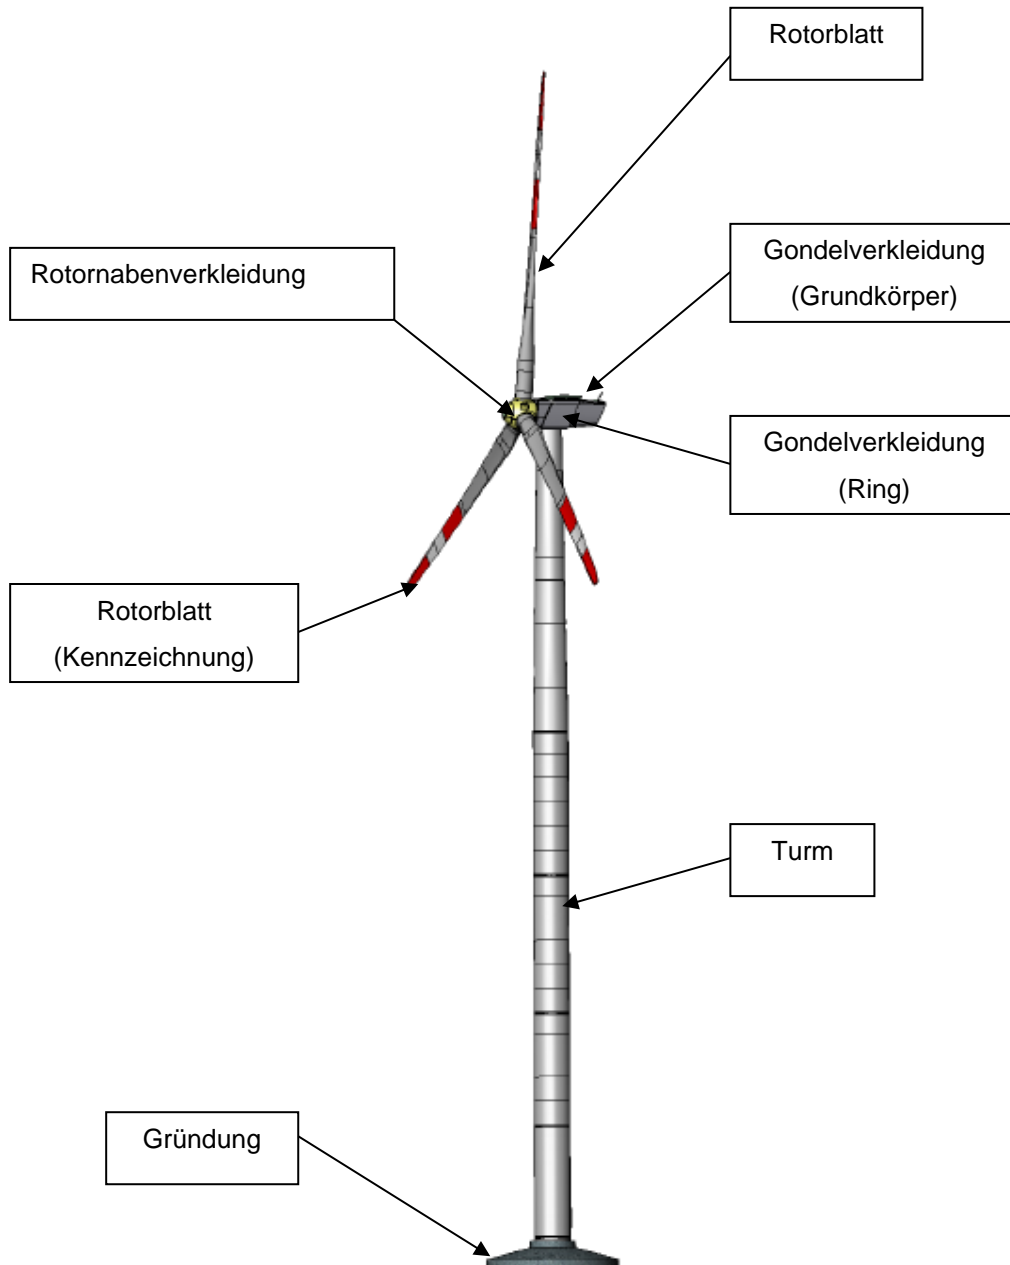 Rotorblatt
Gondelverkleidung
(Grundkörper)
Rotornabenverkleidung
Gondelverkleidung
(Ring)
Rotorblatt
(Kennzeichnung)
Turm
Gründung